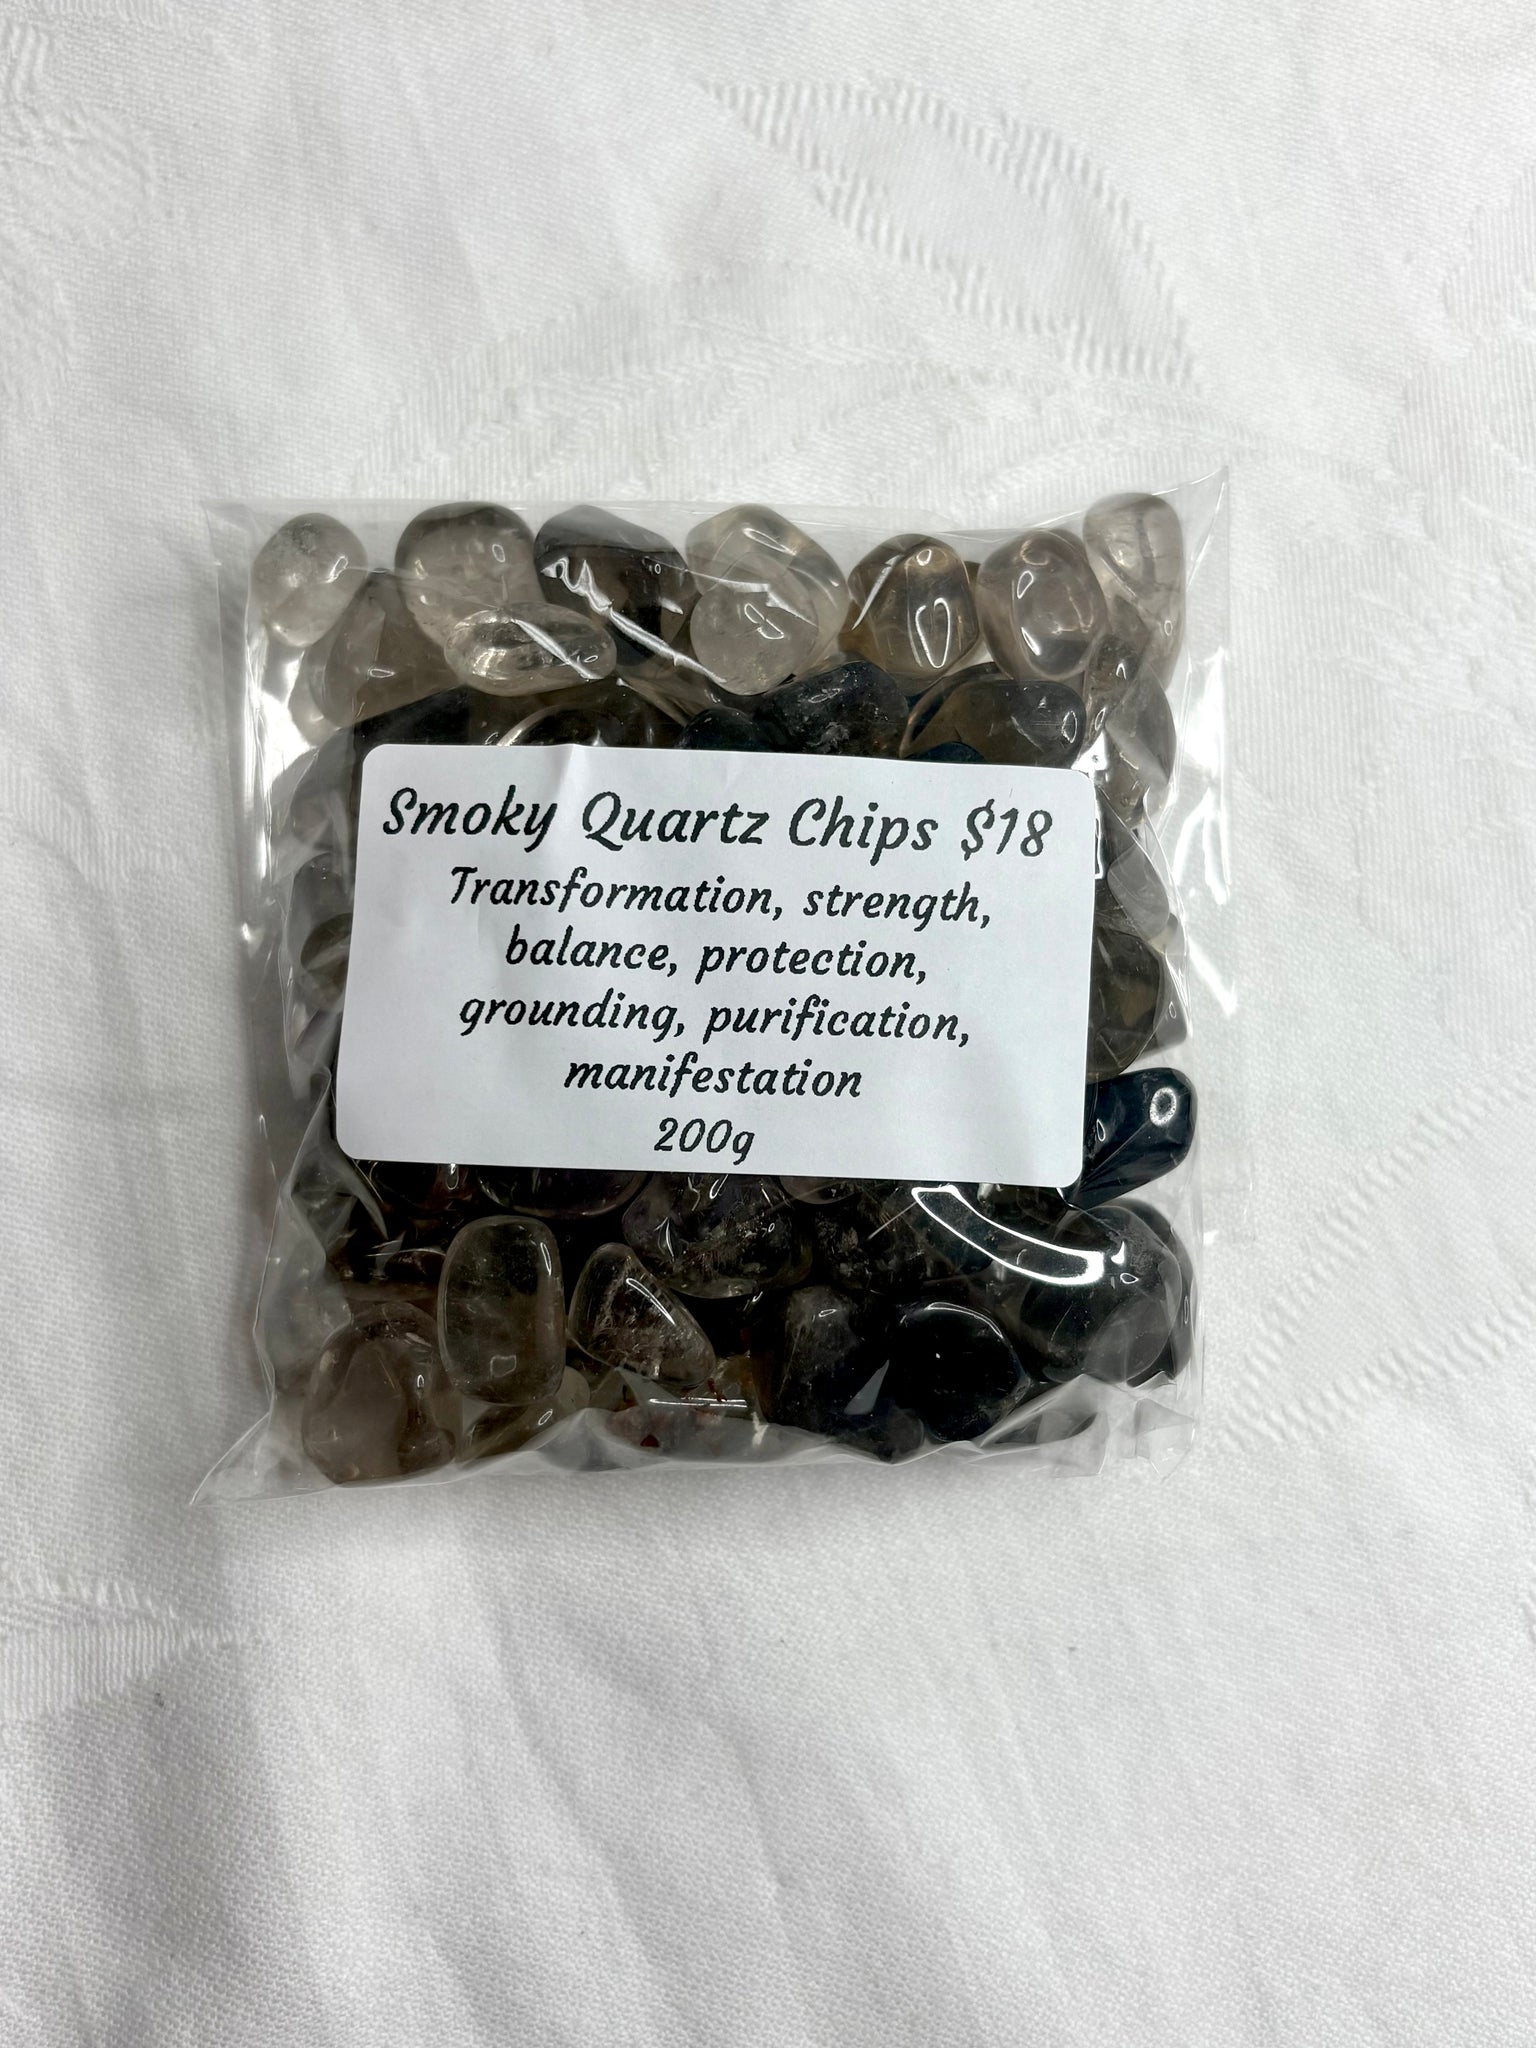 Smoky Quartz Chips $18
Transformation, strength,
balance, protection,
grounding, purification,
manifestation
200g